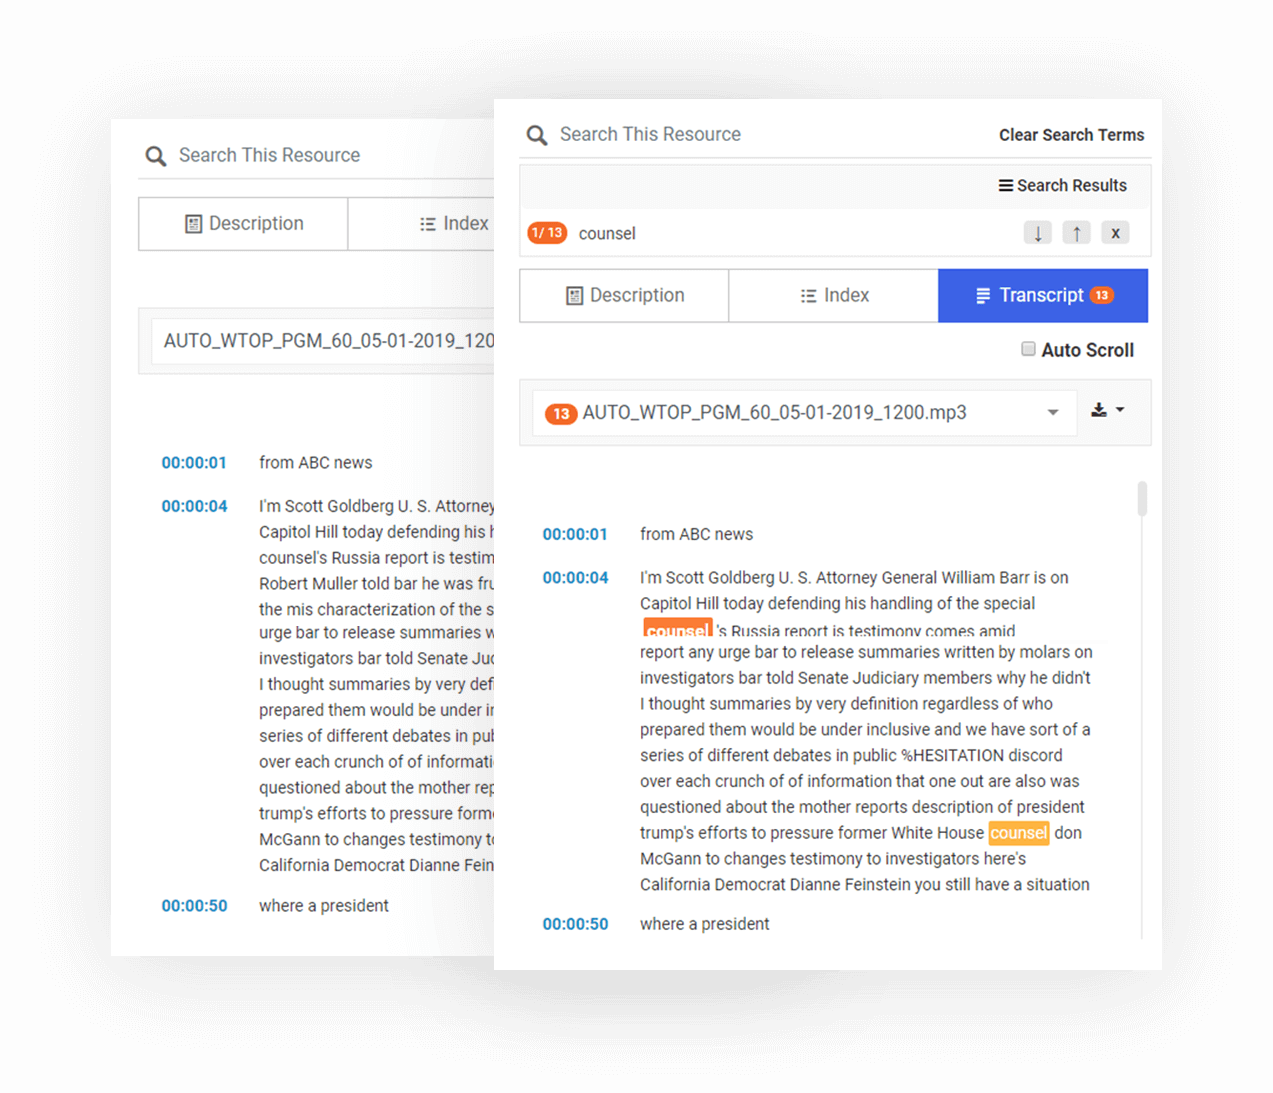 Search This Resource
Description
Index
AUTO_WTOP_PGM_60_05-01-2019_120
00:00:01 from ABC news
00:00:04 I'm Scott Goldberg U. S. Attorney
Capitol Hill today defending his
counsel's Russia report is testim
Robert Muller told bar he was fru
the mis characterization of the s
urge bar to release summaries w
investigators bar told Senate Jud
I thought summaries by very defi
prepared them would be under in
series of different debates in pub
over each crunch of of informati
questioned about the mother rep
trump's efforts to pressure forme
McGann to changes testimony to
California Democrat Dianne Fein
00:00:50 where a president
Search This Resource Clear Search Terms
Search Results
1/ 13 counsel ↓ ↑ x
Description Index Transcript 13
Auto Scroll
13 AUTO_WTOP_PGM_60_05-01-2019_1200.mp3
00:00:01 from ABC news
00:00:04 I'm Scott Goldberg U. S. Attorney General William Barr is on
Capitol Hill today defending his handling of the special
counsel 's Russia report is testimony comes amid
report any urge bar to release summaries written by molars on
investigators bar told Senate Judiciary members why he didn't
I thought summaries by very definition regardless of who
prepared them would be under inclusive and we have sort of a
series of different debates in public %HESITATION discord
over each crunch of of information that one out are also was
questioned about the mother reports description of president
trump's efforts to pressure former White House counsel don
McGann to changes testimony to investigators here's
California Democrat Dianne Feinstein you still have a situation
00:00:50 where a president